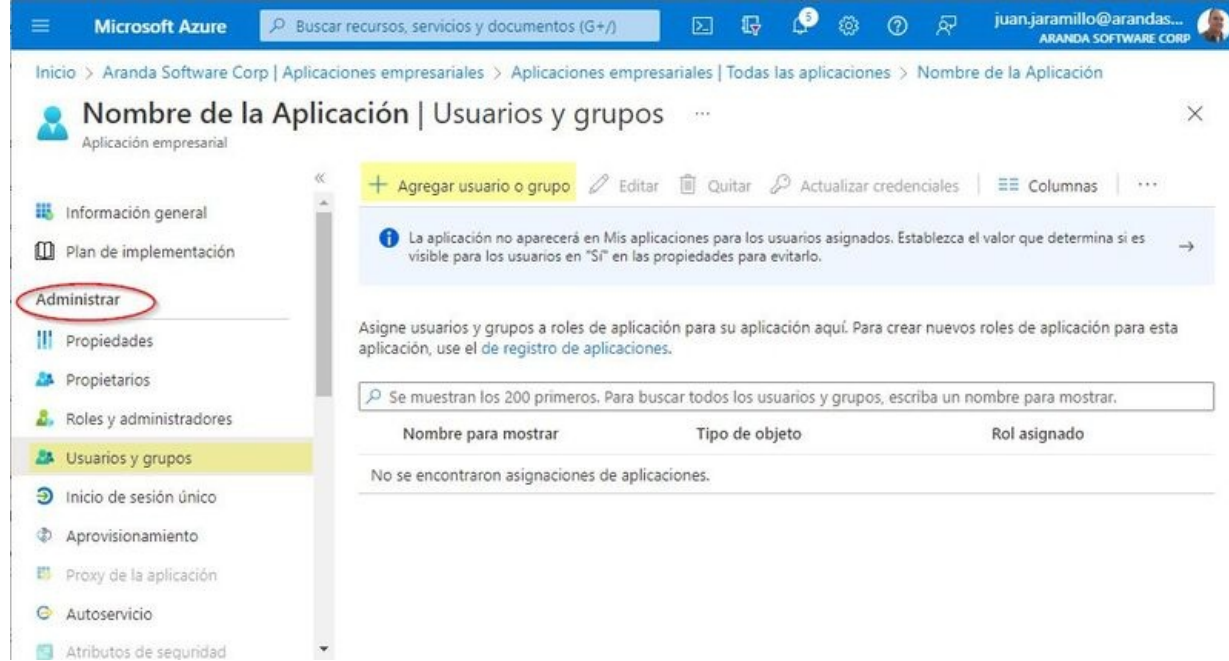 Microsoft Azure
Buscar recursos, servicios y documentos (G+/)
5
juan.jaramillo@arandas...
ARANDA SOFTWARE CORP
Inicio > Aranda Software Corp | Aplicaciones empresariales > Aplicaciones empresariales | Todas las aplicaciones > Nombre de la Aplicación
Nombre de la Aplicación | Usuarios y grupos ...
Aplicación empresarial
«
Información general
Plan de implementación
Administrar
Propiedades
Propietarios
Roles y administradores
Usuarios y grupos
Inicio de sesión único
Aprovisionamiento
Proxy de la aplicación
Autoservicio
Atributos de seguridad
+ Agregar usuario o grupo Editar Quitar Actualizar credenciales | Columnas | ...
La aplicación no aparecerá en Mis aplicaciones para los usuarios asignados. Establezca el valor que determina si es
visible para los usuarios en "Sí" en las propiedades para evitarlo.
Asigne usuarios y grupos a roles de aplicación para su aplicación aquí. Para crear nuevos roles de aplicación para esta
aplicación, use el de registro de aplicaciones.
Se muestran los 200 primeros. Para buscar todos los usuarios y grupos, escriba un nombre para mostrar.
Nombre para mostrar Tipo de objeto Rol asignado
No se encontraron asignaciones de aplicaciones.